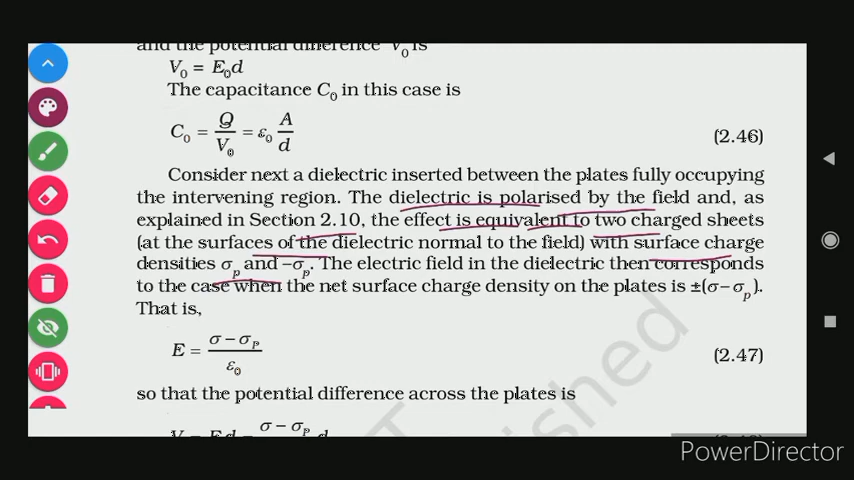 and the potential difference V₀ is
V₀ = E₀d
The capacitance C₀ in this case is
C₀ = Q/V₀ = ε₀ A/d (2.46)
Consider next a dielectric inserted between the plates fully occupying
the intervening region. The dielectric is polarised by the field and, as
explained in Section 2.10, the effect is equivalent to two charged sheets
(at the surfaces of the dielectric normal to the field) with surface charge
densities σₚ and –σₚ. The electric field in the dielectric then corresponds
to the case when the net surface charge density on the plates is ±(σ – σₚ).
That is,
E = (σ – σₚ)/ε₀ (2.47)
so that the potential difference across the plates is
V = Ed = σ – σₚ d
PowerDirector